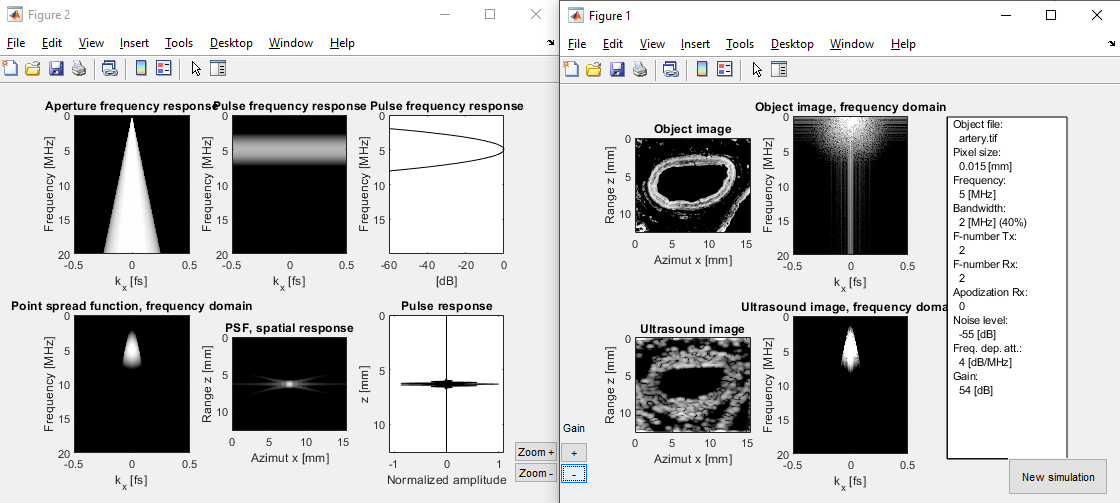 Figure 2
File Edit View Insert Tools Desktop Window Help
Aperture frequency response
Pulse frequency response
Pulse frequency response
Frequency [MHz]
0
5
10
15
20
-0.5 0 0.5
kx [fs]
Frequency [MHz]
0
5
10
15
20
-0.5 0 0.5
kx [fs]
Frequency [MHz]
0
5
10
15
20
-60 -40 -20 0
[dB]
Point spread function, frequency domain
Frequency [MHz]
0
5
10
15
20
-0.5 0 0.5
kx [fs]
PSF, spatial response
Range z [mm]
0
5
10
0 5 10 15
Azimut x [mm]
Pulse response
z [mm]
0
5
10
-1 0 1
Normalized amplitude
Zoom +
Zoom -
Figure 1
File Edit View Insert Tools Desktop Window Help
Object image
Range z [mm]
0
5
10
0 5 10 15
Azimut x [mm]
Object image, frequency domain
Frequency [MHz]
0
5
10
15
20
-0.5 0 0.5
kx [fs]
Ultrasound image
Range z [mm]
0
5
10
0 5 10 15
Azimut x [mm]
Ultrasound image, frequency doma
Frequency [MHz]
0
5
10
15
20
-0.5 0 0.5
kx [fs]
Object file:
artery.tif
Pixel size:
0.015 [mm]
Frequency:
5 [MHz]
Bandwidth:
2 [MHz] (40%)
F-number Tx:
2
F-number Rx:
2
Apodization Rx:
0
Noise level:
-55 [dB]
Freq. dep. att.:
4 [dB/MHz]
Gain:
54 [dB]
Gain
+
-
New simulation